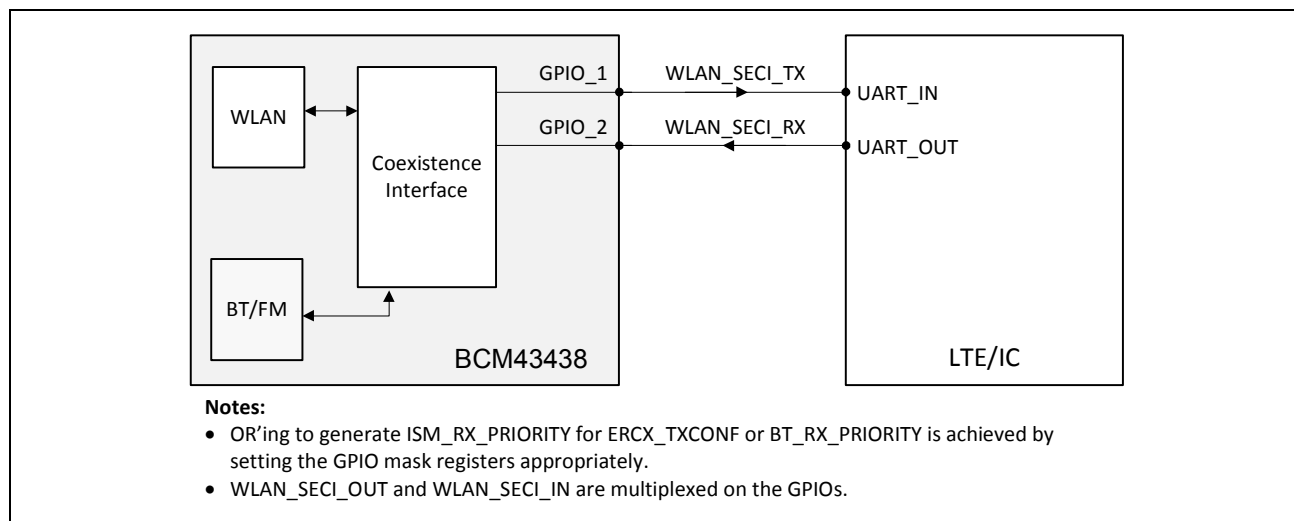 GPIO_1
WLAN_SECI_TX
UART_IN
WLAN
GPIO_2
WLAN_SECI_RX
UART_OUT
Coexistence
Interface
BT/FM
BCM43438
LTE/IC
Notes:
• OR'ing to generate ISM_RX_PRIORITY for ERCX_TXCONF or BT_RX_PRIORITY is achieved by
setting the GPIO mask registers appropriately.
• WLAN_SECI_OUT and WLAN_SECI_IN are multiplexed on the GPIOs.